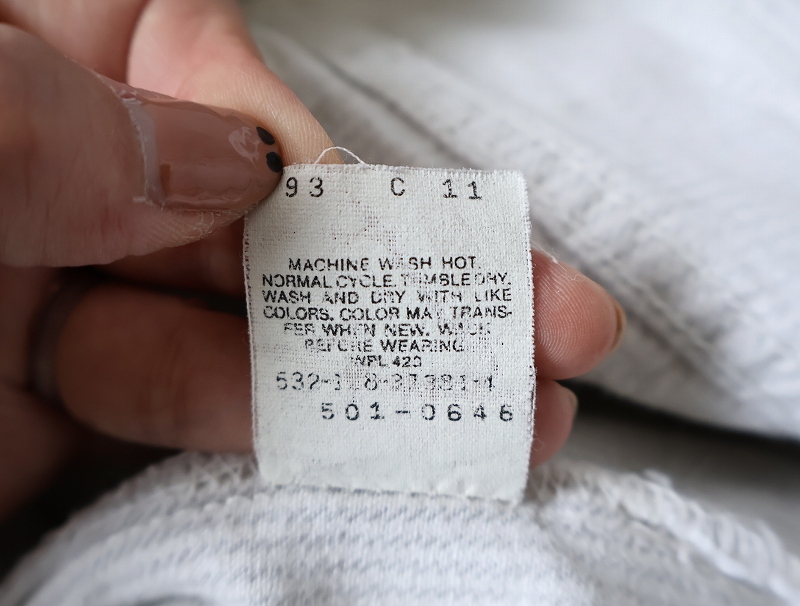 93 C 11
MACHINE WASH HOT,
NORMAL CYCLE. TUMBLE DRY.
WASH AND DRY WITH LIKE
COLORS. COLOR MAY TRANS-
FER WHEN NEW. WASH
BEFORE WEARING
WPL 423
501-0646